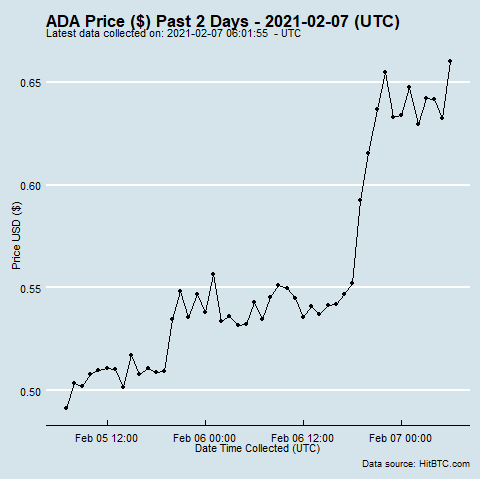 ADA Price ($) Past 2 Days - 2021-02-07 (UTC)
Latest data collected on: 2021-02-07 06:01:55 - UTC
0.65
0.60
0.55
0.50
Price USD ($)
Feb 05 12:00 Feb 06 00:00 Feb 06 12:00 Feb 07 00:00
Date Time Collected (UTC)
Data source: HitBTC.com